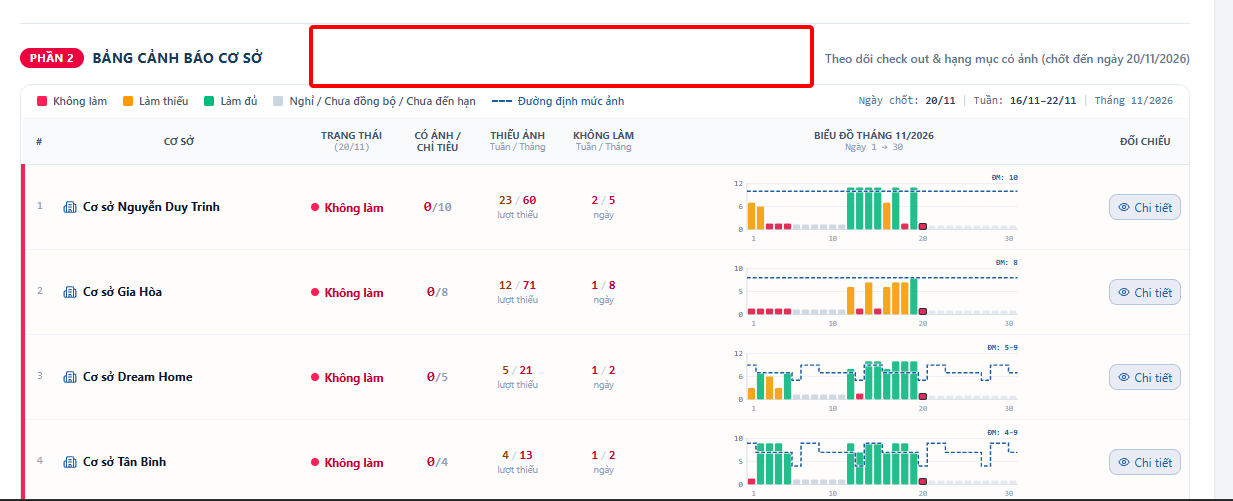 PHẦN 2 BẢNG CẢNH BÁO CƠ SỞ Theo dõi check out & hạng mục có ảnh (chốt đến ngày 20/11/2026)
Không làm Làm thiếu Làm đủ Nghỉ / Chưa đồng bộ / Chưa đến hạn Đường định mức ảnh Ngày chốt: 20/11 | Tuần: 16/11–22/11 | Tháng 11/2026
# CƠ SỞ TRẠNG THÁI CÓ ẢNH / THIẾU ẢNH KHÔNG LÀM BIỂU ĐỒ THÁNG 11/2026 ĐỐI CHIẾU
(20/11) CHỈ TIÊU Tuần / Tháng Tuần / Tháng Ngày 1 → 30
ĐM: 10
12
1 Cơ sở Nguyễn Duy Trinh Không làm 0/10 23 / 60 2 / 5 6 Chi tiết
lượt thiếu ngày
0
1 10 20 30
ĐM: 8
10
2 Cơ sở Gia Hòa Không làm 0/8 12 / 71 1 / 8 5 Chi tiết
lượt thiếu ngày
0
1 10 20 30
ĐM: 5-9
12
3 Cơ sở Dream Home Không làm 0/5 5 / 21 1 / 2 6 Chi tiết
lượt thiếu ngày
0
1 10 20 30
ĐM: 4-9
10
4 Cơ sở Tân Bình Không làm 0/4 4 / 13 1 / 2 5 Chi tiết
lượt thiếu ngày
0
1 10 20 30